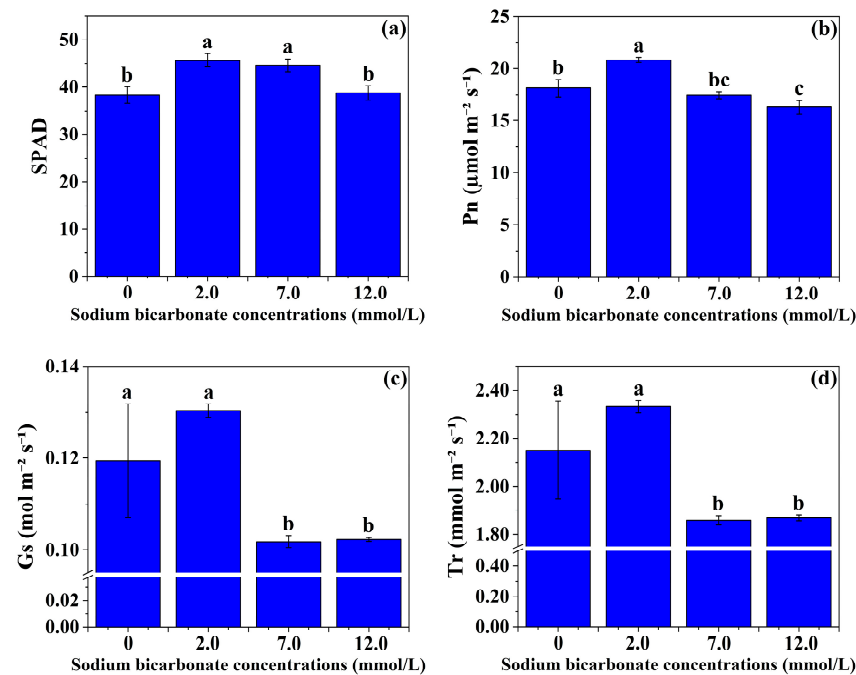 (a)
SPAD
50
40
30
20
10
0
b
a
a
b
0 2.0 7.0 12.0
Sodium bicarbonate concentrations (mmol/L)
(b)
Pn (μmol m⁻² s⁻¹)
25
20
15
10
5
0
b
a
bc
c
0 2.0 7.0 12.0
Sodium bicarbonate concentrations (mmol/L)
(c)
Gs (mol m⁻² s⁻¹)
0.14
0.12
0.10
0.02
0.00
a
a
b
b
0 2.0 7.0 12.0
Sodium bicarbonate concentrations (mmol/L)
(d)
Tr (mmol m⁻² s⁻¹)
2.40
2.20
2.00
1.80
0.40
0.20
0.00
a
a
b
b
0 2.0 7.0 12.0
Sodium bicarbonate concentrations (mmol/L)